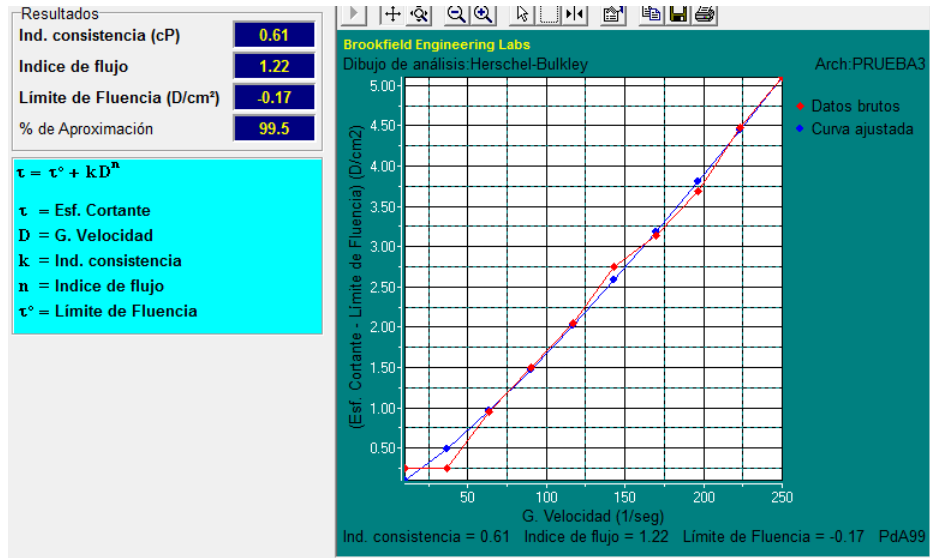 Resultados
Ind. consistencia (cP) 0.61
Indice de flujo 1.22
Límite de Fluencia (D/cm²) -0.17
% de Aproximación 99.5
τ = τ° + kDⁿ
τ = Esf. Cortante
D = G. Velocidad
k = Ind. consistencia
n = Indice de flujo
τ° = Límite de Fluencia
Brookfield Engineering Labs
Dibujo de análisis:Herschel-Bulkley Arch:PRUEBA3
(Esf. Cortante - Límite de Fluencia) (D/cm2)
5.00
4.50
4.00
3.50
3.00
2.50
2.00
1.50
1.00
0.50
Datos brutos
Curva ajustada
50 100 150 200 250
G. Velocidad (1/seg)
Ind. consistencia = 0.61 Indice de flujo = 1.22 Límite de Fluencia = -0.17 PdA99